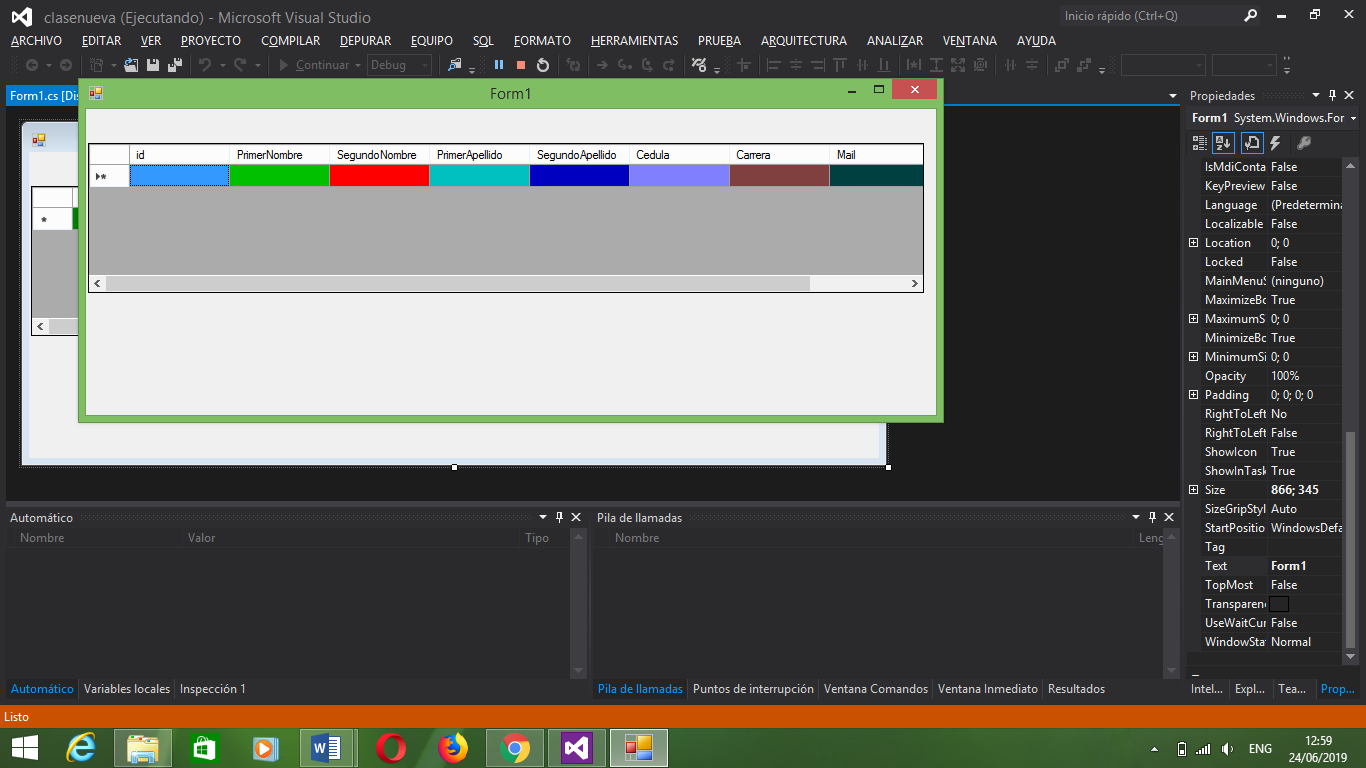 clasenueva (Ejecutando) - Microsoft Visual Studio
Inicio rápido (Ctrl+Q)
ARCHIVO EDITAR VER PROYECTO COMPILAR DEPURAR EQUIPO SQL FORMATO HERRAMIENTAS PRUEBA ARQUITECTURA ANALIZAR VENTANA AYUDA
Continuar Debug
Form1.cs [Dis
Form1
id PrimerNombre SegundoNombre PrimerApellido SegundoApellido Cedula Carrera Mail
Propiedades
Form1 System.Windows.For
IsMdiConta False
KeyPreview False
Language (Predetermina
Localizable False
Location 0; 0
Locked False
MainMenuS (ninguno)
MaximizeBo True
MaximumS 0; 0
MinimizeBo True
MinimumSi 0; 0
Opacity 100%
Padding 0; 0; 0; 0
RightToLeft No
RightToLeft False
ShowIcon True
ShowInTask True
Size 866; 345
SizeGripStyl Auto
StartPositio WindowsDefa
Tag
Text Form1
TopMost False
Transparen
UseWaitCur False
WindowStat Normal
Automático
Nombre Valor Tipo
Pila de llamadas
Nombre Leng
Automático Variables locales Inspección 1
Pila de llamadas Puntos de interrupción Ventana Comandos Ventana Inmediato Resultados
Intel... Expl... Tea... Prop...
Listo
ENG
12:59
24/06/2019